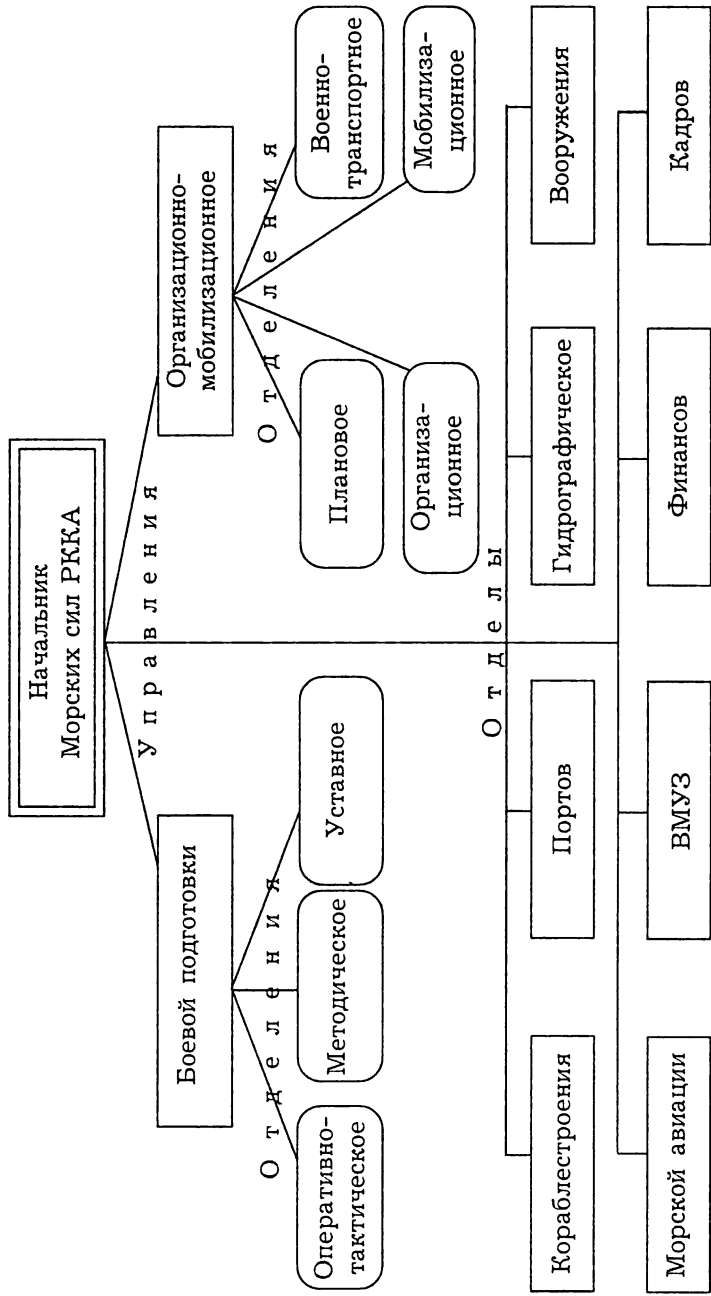 Начальник
Морских сил РККА
Управления
Боевой подготовки
Организационно-
мобилизационное
Отделения
Оперативно-
тактическое
Методическое
Уставное
Отделения
Плановое
Военно-
транспортное
Организа-
ционное
Мобилиза-
ционное
Отделы
Кораблестроения
Портов
Гидрографическое
Вооружения
Морской авиации
ВМУЗ
Финансов
Кадров